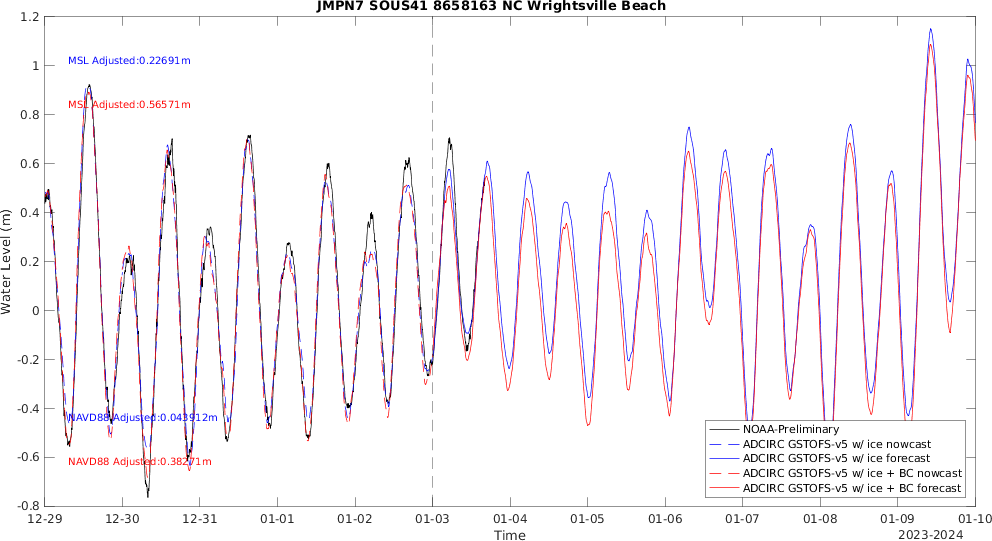 JMPN7 SOUS41 8658163 NC Wrightsville Beach
1.2
1
0.8
0.6
0.4
0.2
0
-0.2
-0.4
-0.6
-0.8
Water Level (m)
MSL Adjusted:0.22691m
MSL Adjusted:0.56571m
NAVD88 Adjusted:0.043912m
NAVD88 Adjusted:0.38271m
NOAA-Preliminary
ADCIRC GSTOFS-v5 w/ ice nowcast
ADCIRC GSTOFS-v5 w/ ice forecast
ADCIRC GSTOFS-v5 w/ ice + BC nowcast
ADCIRC GSTOFS-v5 w/ ice + BC forecast
12-29 12-30 12-31 01-01 01-02 01-03 01-04 01-05 01-06 01-07 01-08 01-09 01-10
Time
2023-2024